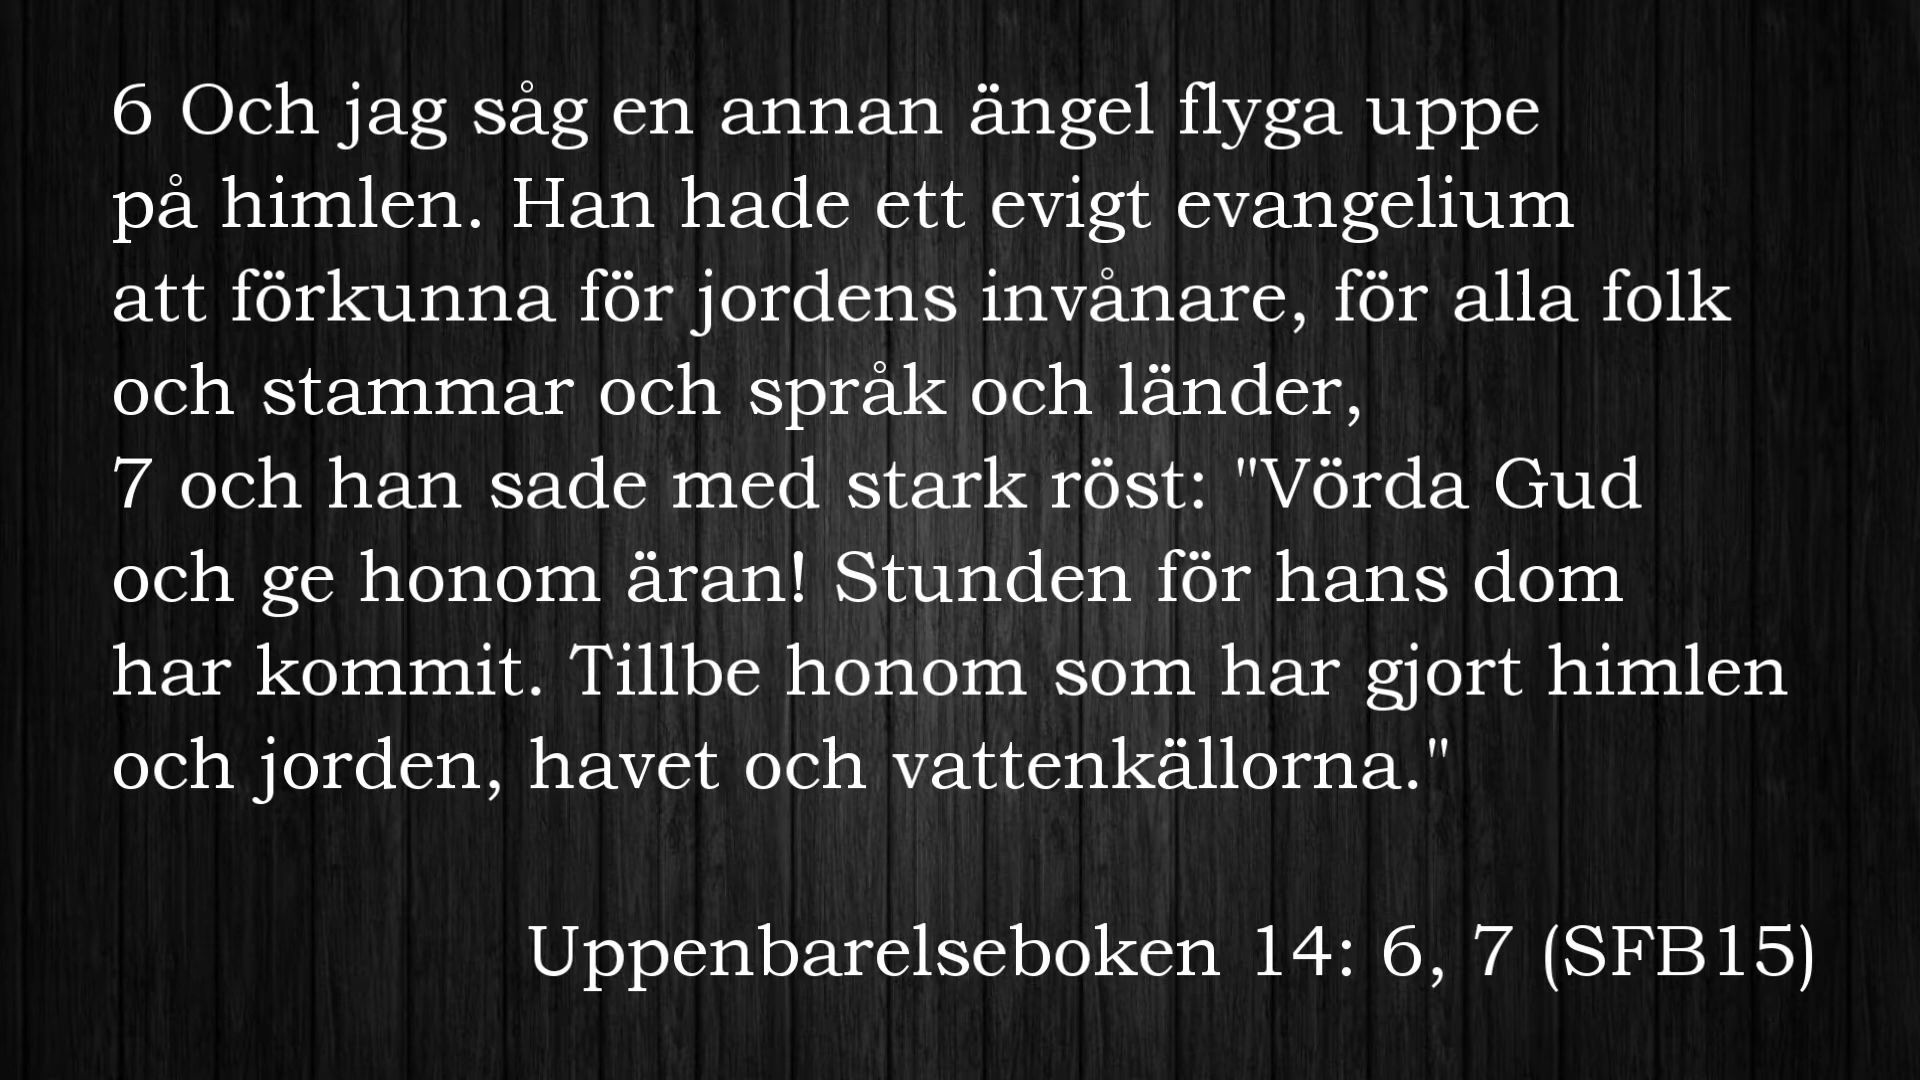 6 Och jag såg en annan ängel flyga uppe
på himlen. Han hade ett evigt evangelium
att förkunna för jordens invånare, för alla folk
och stammar och språk och länder,
7 och han sade med stark röst: "Vörda Gud
och ge honom äran! Stunden för hans dom
har kommit. Tillbe honom som har gjort himlen
och jorden, havet och vattenkällorna."
Uppenbarelseboken 14: 6, 7 (SFB15)